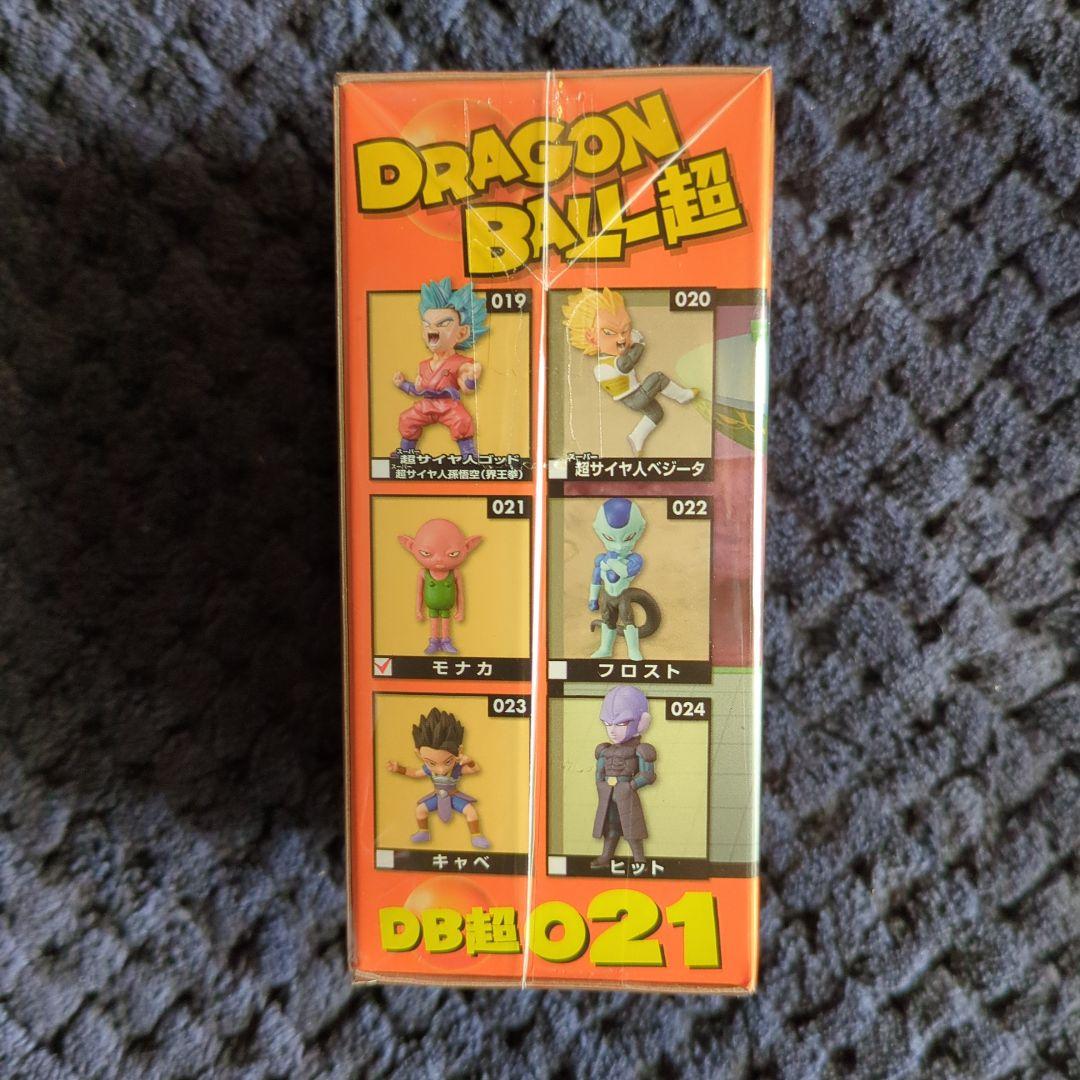 DRAGON
BALL超
019
スーパー
超サイヤ人ゴッド
スーパー
超サイヤ人孫悟空(界王拳)
020
スーパー
超サイヤ人ベジータ
021
モナカ
022
フロスト
023
キャベ
024
ヒット
DB超021